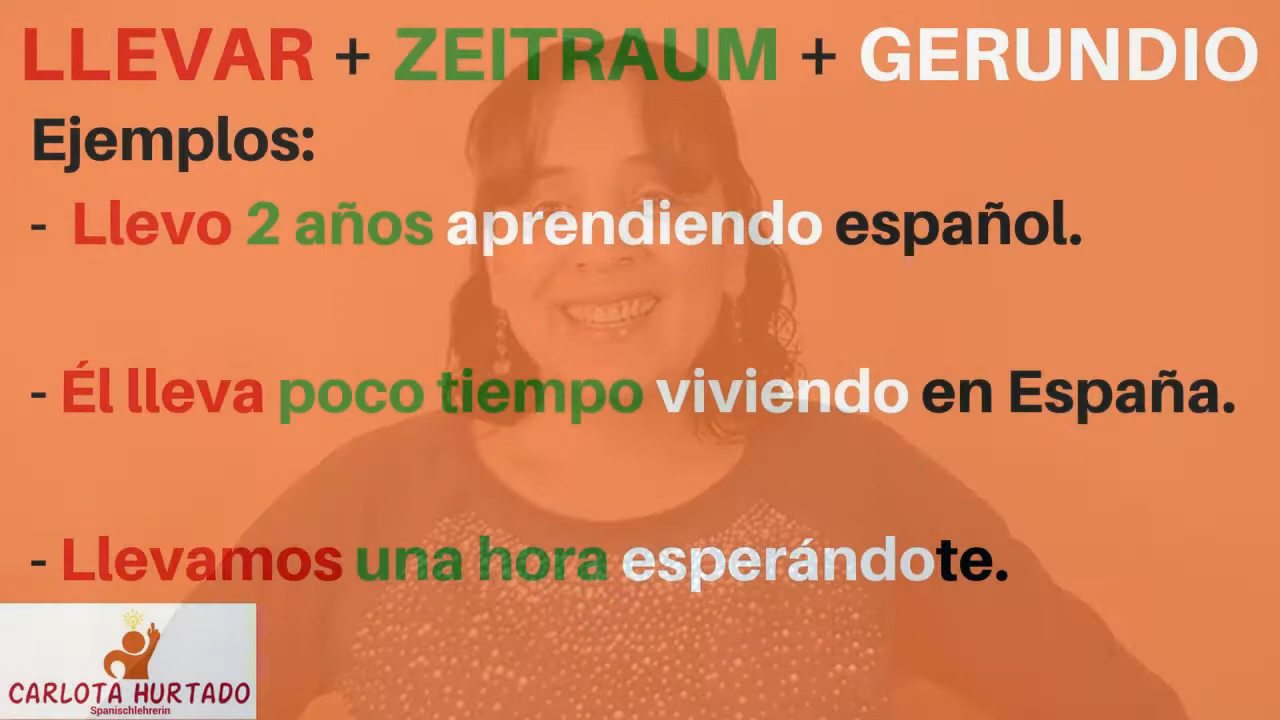 LLEVAR + ZEITRAUM + GERUNDIO
Ejemplos:
- Llevo 2 años aprendiendo español.
- Él lleva poco tiempo viviendo en España.
- Llevamos una hora esperándote.
CARLOTA HURTADO
Spanischlehrerin